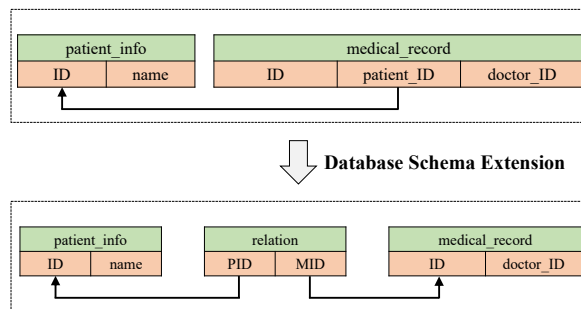 patient_info medical_record
ID name ID patient_ID doctor_ID
Database Schema Extension
patient_info relation medical_record
ID name PID MID ID doctor_ID